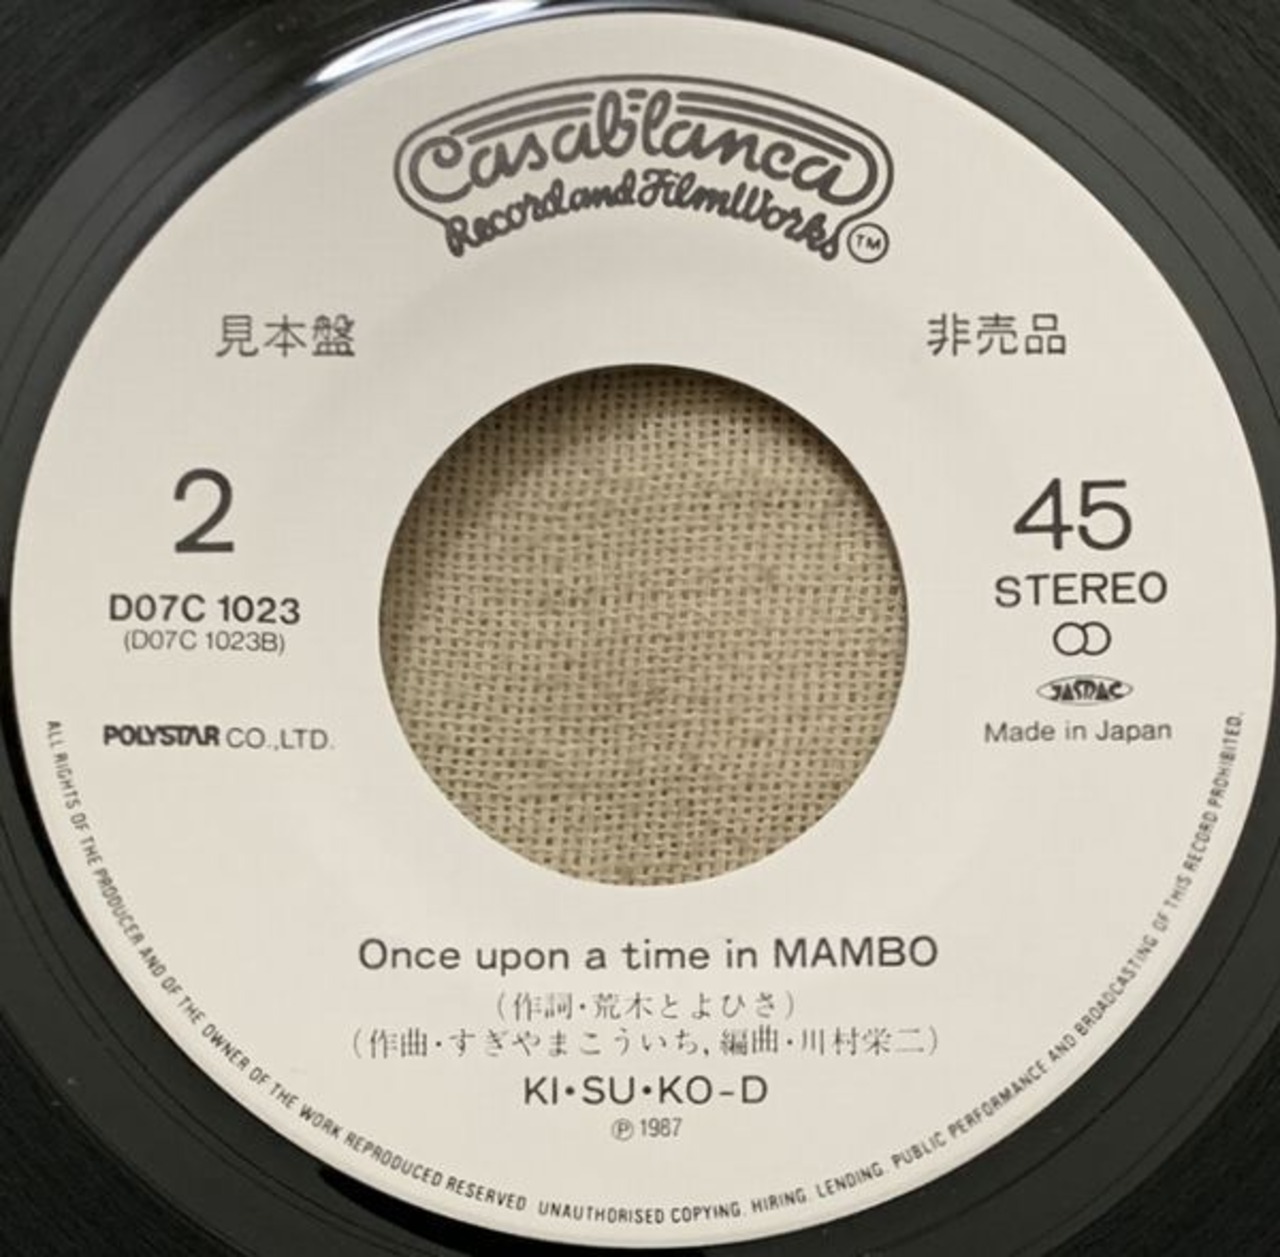 Casablanca
Record and FilmWorks TM
見本盤
非売品
2
45
D07C 1023
STEREO
(D07C 1023B)
JASRAC
POLYSTAR CO.,LTD.
Made in Japan
Once upon a time in MAMBO
(作詞・荒木とよひさ)
(作曲・すぎやまこういち, 編曲・川村栄二)
KI・SU・KO-D
Ⓟ 1987
ALL RIGHTS OF THE PRODUCER AND OF THE OWNER OF THE WORK REPRODUCED RESERVED UNAUTHORISED COPYING. HIRING. LENDING. PUBLIC PERFORMANCE AND BROADCASTING OF THIS RECORD PROHIBITED.